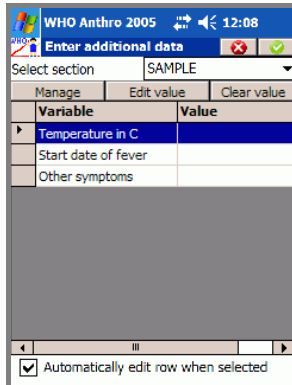 WHO Anthro 2005 12:08
WHO Enter additional data
Select section SAMPLE
Manage Edit value Clear value
Variable Value
Temperature in C
Start date of fever
Other symptoms
Automatically edit row when selected